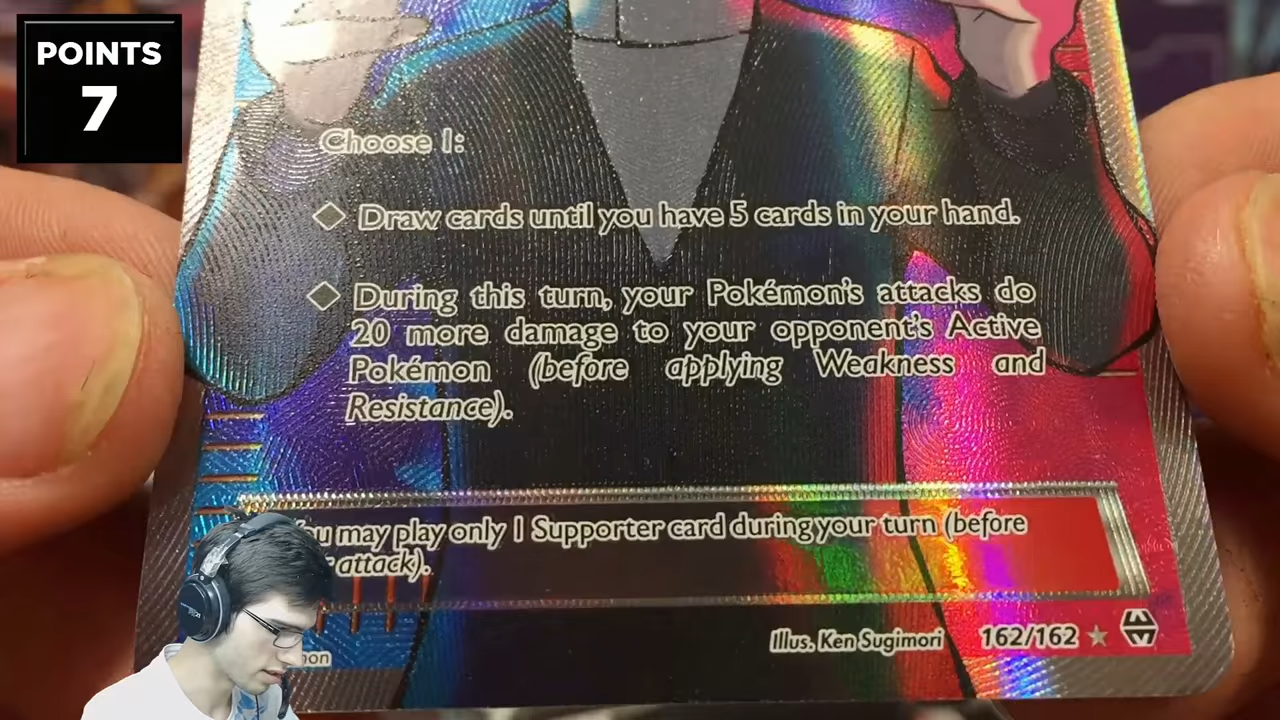 POINTS
7
Choose 1:
Draw cards until you have 5 cards in your hand.
During this turn, your Pokémon's attacks do
20 more damage to your opponent's Active
Pokémon (before applying Weakness and
Resistance).
may play only 1 Supporter card during your turn (before
attack).
Illus. Ken Sugimori 162/162